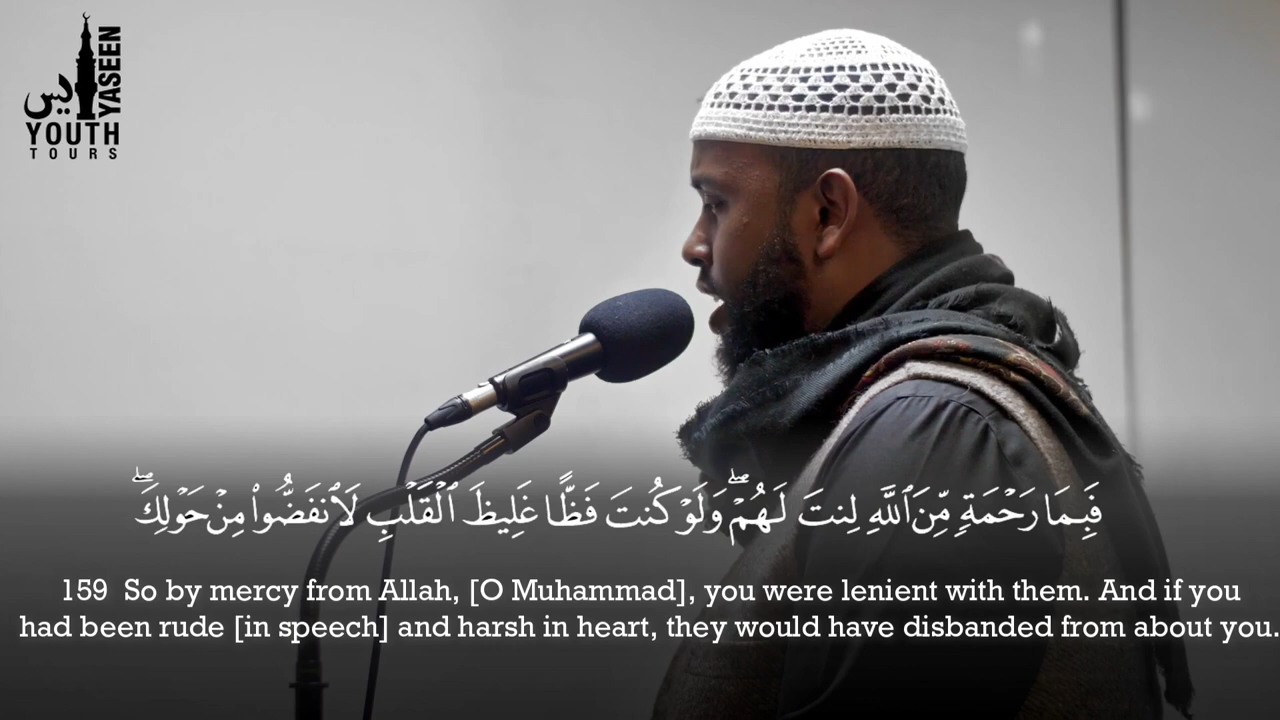 يس
YASEEN
YOUTH
TOURS
فَبِمَا رَحْمَةٍ مِّنَ ٱللَّهِ لِنتَ لَهُمْ ۖ وَلَوْ كُنتَ فَظًّا غَلِيظَ ٱلْقَلْبِ لَٱنفَضُّوا۟ مِنْ حَوْلِكَ ۖ
159 So by mercy from Allah, [O Muhammad], you were lenient with them. And if you
had been rude [in speech] and harsh in heart, they would have disbanded from about you.